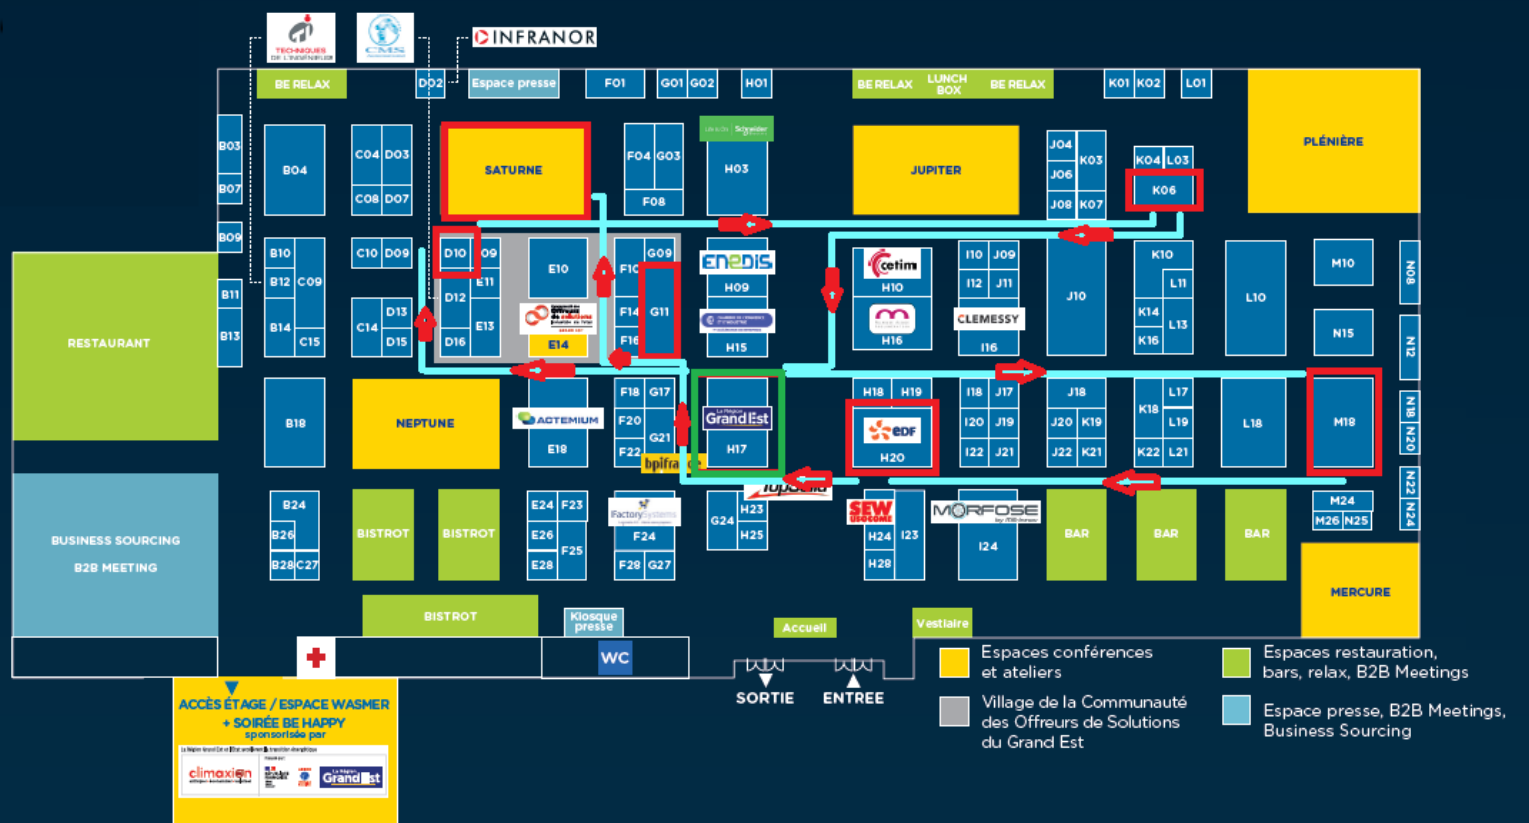 TECHNIQUES
DE L'INGÉNIEUR
CMS
INFRANOR
BE RELAX
D02
Espace presse
F01
G01 G02
H01
BE RELAX
LUNCH
BOX
BE RELAX
K01 K02
L01
B03
B07
B04
C04 D03
C08 D07
SATURNE
F04 G03
F08
Schneider
H03
JUPITER
J04
J06
J08
K03
K07
K04 L03
K06
PLÉNIÈRE
B09
B11
B13
B10
B12
B14
C09
C15
C10 D09
C14
D13
D15
D10
D12
D16
D09
E11
E13
E10
E14
F10
F14
F16
G09
G11
ENEDIS
H09
H15
cetim
H10
H16
I10 J09
I12 J11
CLEMESSY
I16
J10
K10
L11
K14
K16
L13
L10
M10
N15
N08
N12
RESTAURANT
B18
NEPTUNE
ACTEMIUM
E18
F18 G17
F20
F22
G21
bpifrance
La Région
Grand Est
H17
H18 H19
EDF
H20
I18 J17
I20 J19
I22 J21
J18
J20 K19
J22 K21
K18
K22
L17
L19
L21
L18
M18
N18
N20
N22
N24
BUSINESS SOURCING
B2B MEETING
B24
B26
B28 C27
BISTROT
BISTROT
E24 F23
E26
E28
F25
FactorySystems
F24
F28 G27
G24
H23
H25
SEW
USOCOME
H24
H28
I23
MORFOSE
I24
BAR
BAR
BAR
M24
M26 N25
MERCURE
BISTROT
Kiosque
presse
Accueil
Vestiaire
WC
SORTIE
ENTREE
ACCÈS ÉTAGE / ESPACE WASMER
+ SOIRÉE BE HAPPY
sponsorisée par
climaxion
La Région
Grand Est
Espaces conférences
et ateliers
Village de la Communauté
des Offreurs de Solutions
du Grand Est
Espaces restauration,
bars, relax, B2B Meetings
Espace presse, B2B Meetings,
Business Sourcing